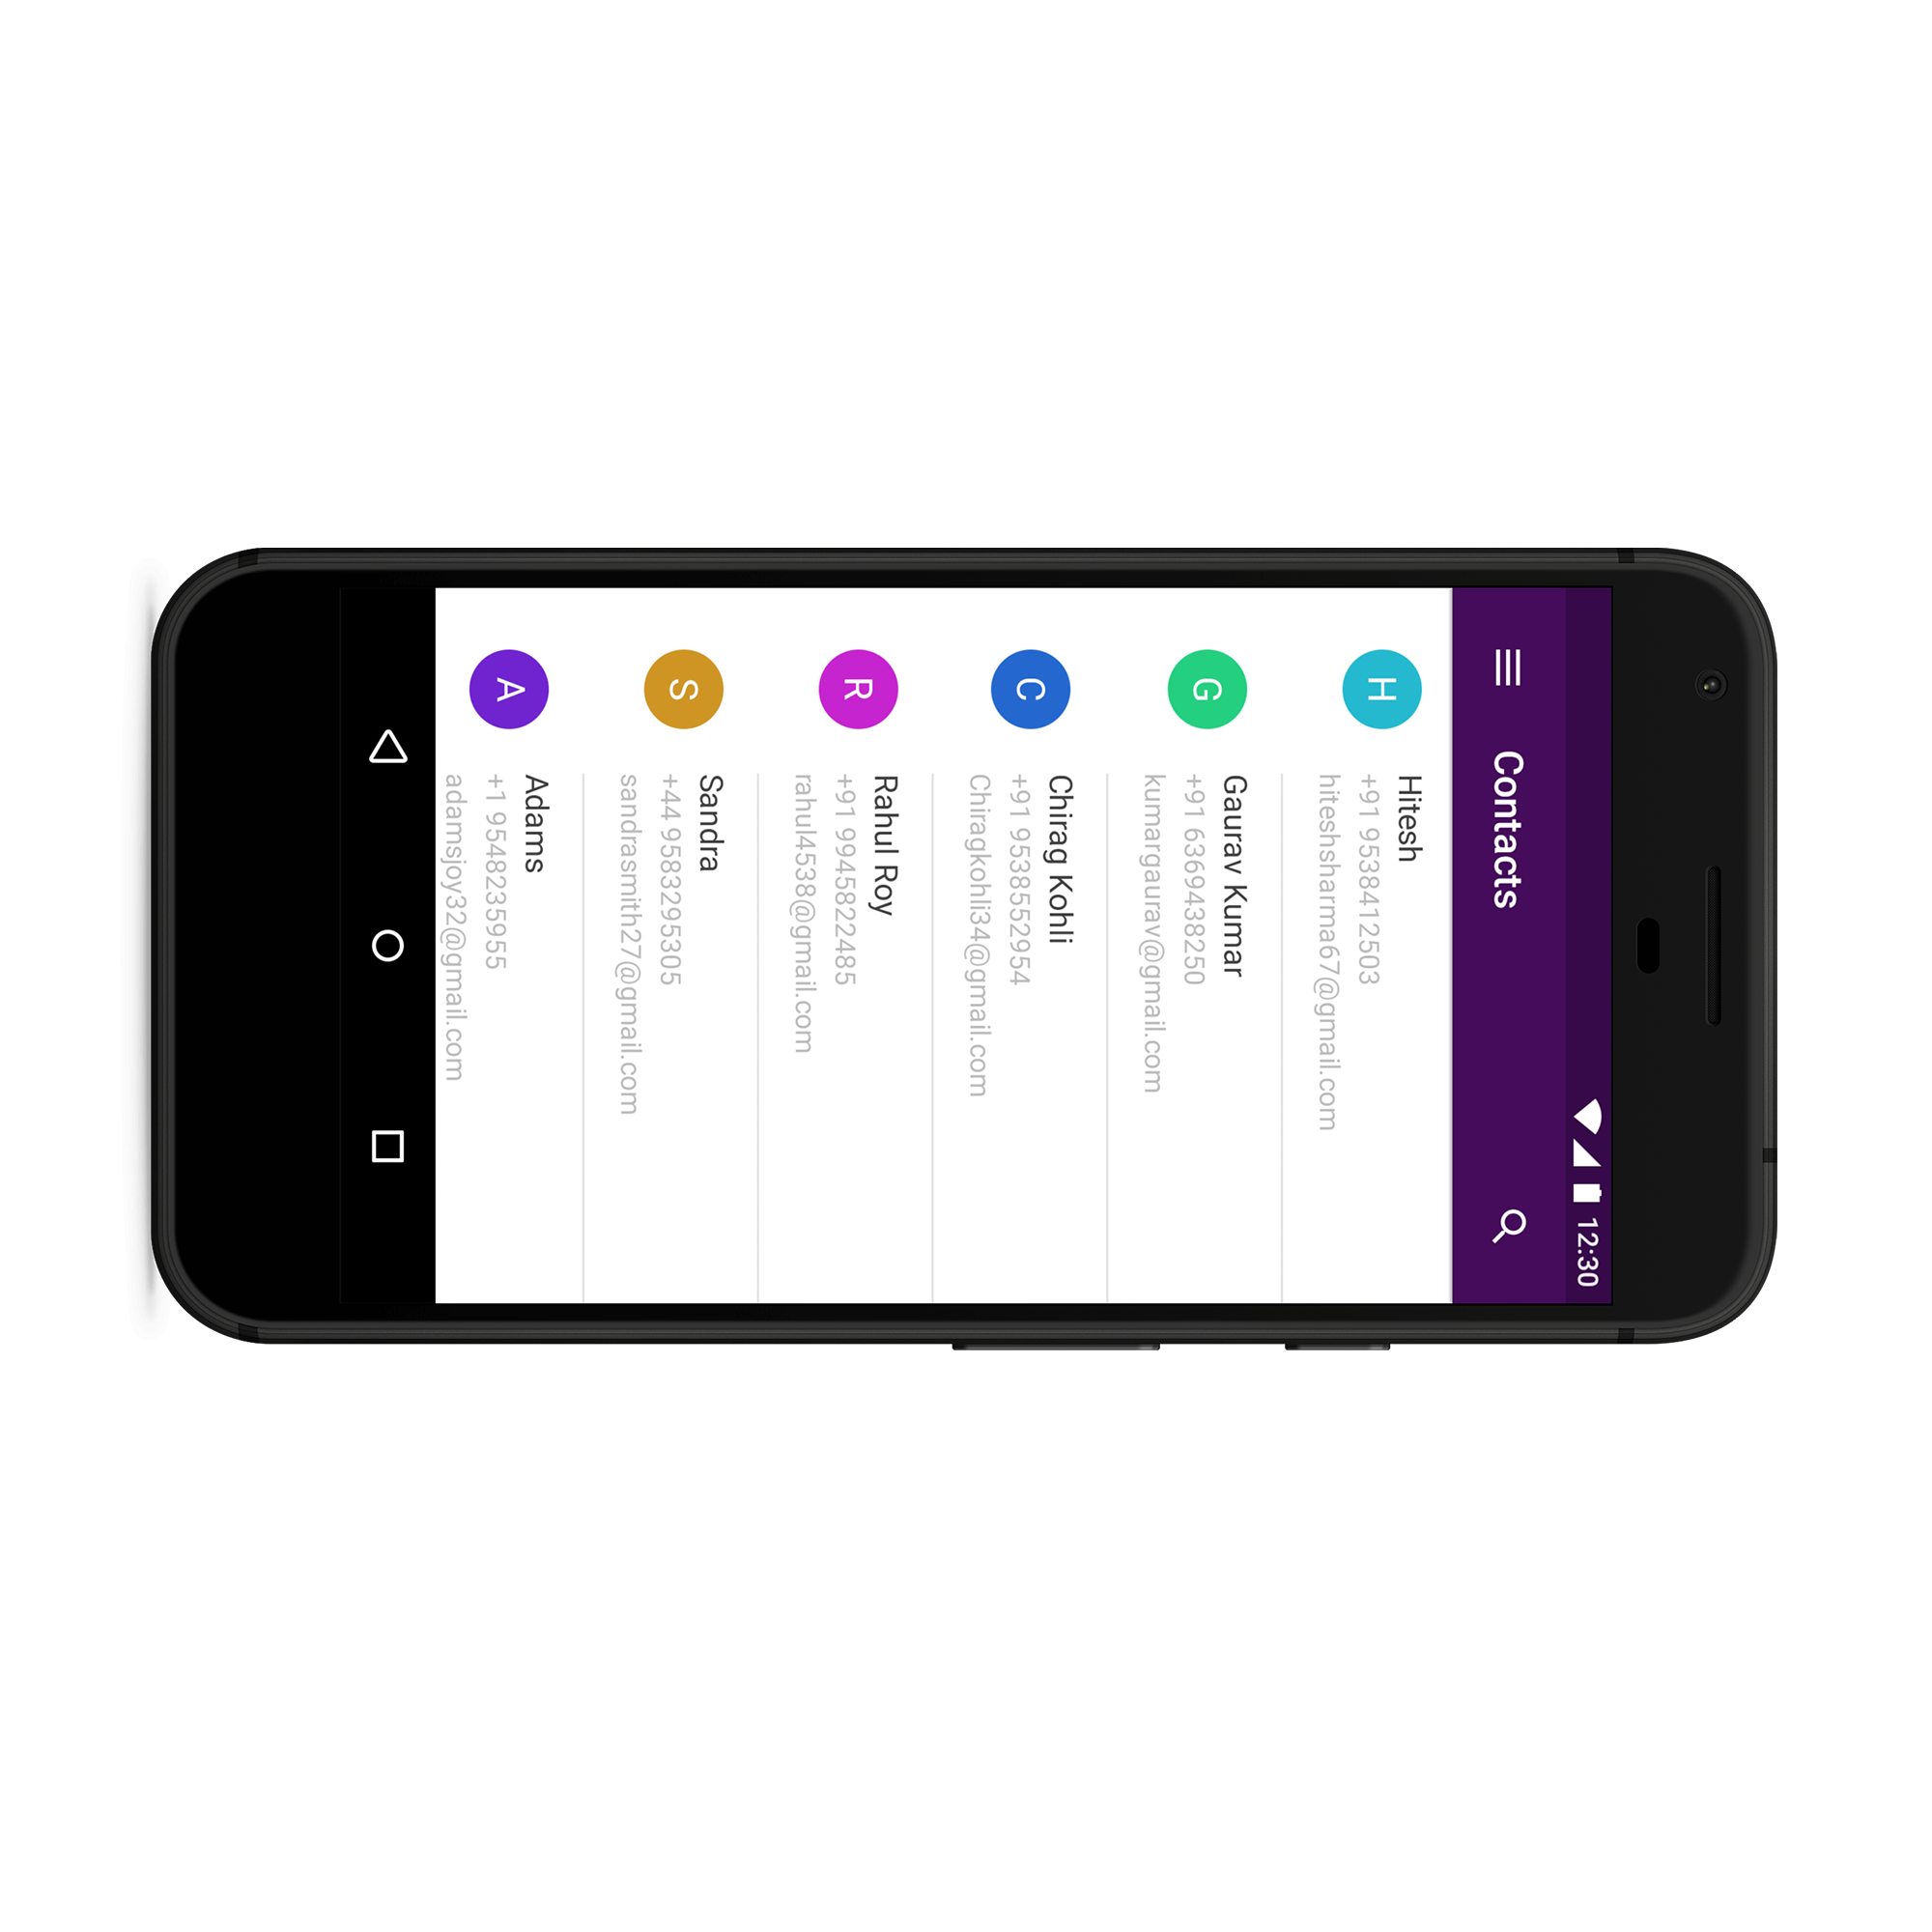 12:30
Contacts
H
Hitesh
+91 9538412503
hiteshsharma67@gmail.com
G
Gaurav Kumar
+91 6369438250
kumargaurav@gmail.com
C
Chirag Kohli
+91 9538552954
Chiragkohli34@gmail.com
R
Rahul Roy
+91 9945822485
rahul4538@gmail.com
S
Sandra
+44 9583295305
sandrasmith27@gmail.com
A
Adams
+1 9548235955
adamsjoy32@gmail.com